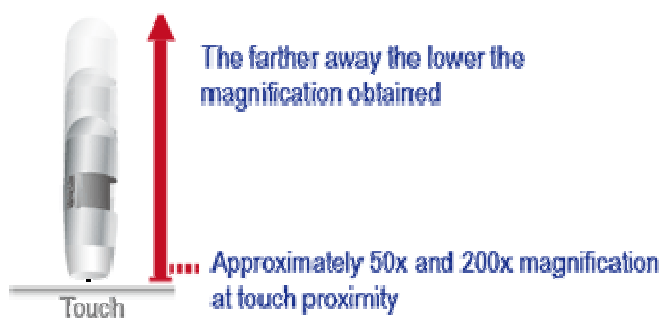 The farther away the lower the
magnification obtained
Approximately 50x and 200x magnification
at touch proximity
Touch